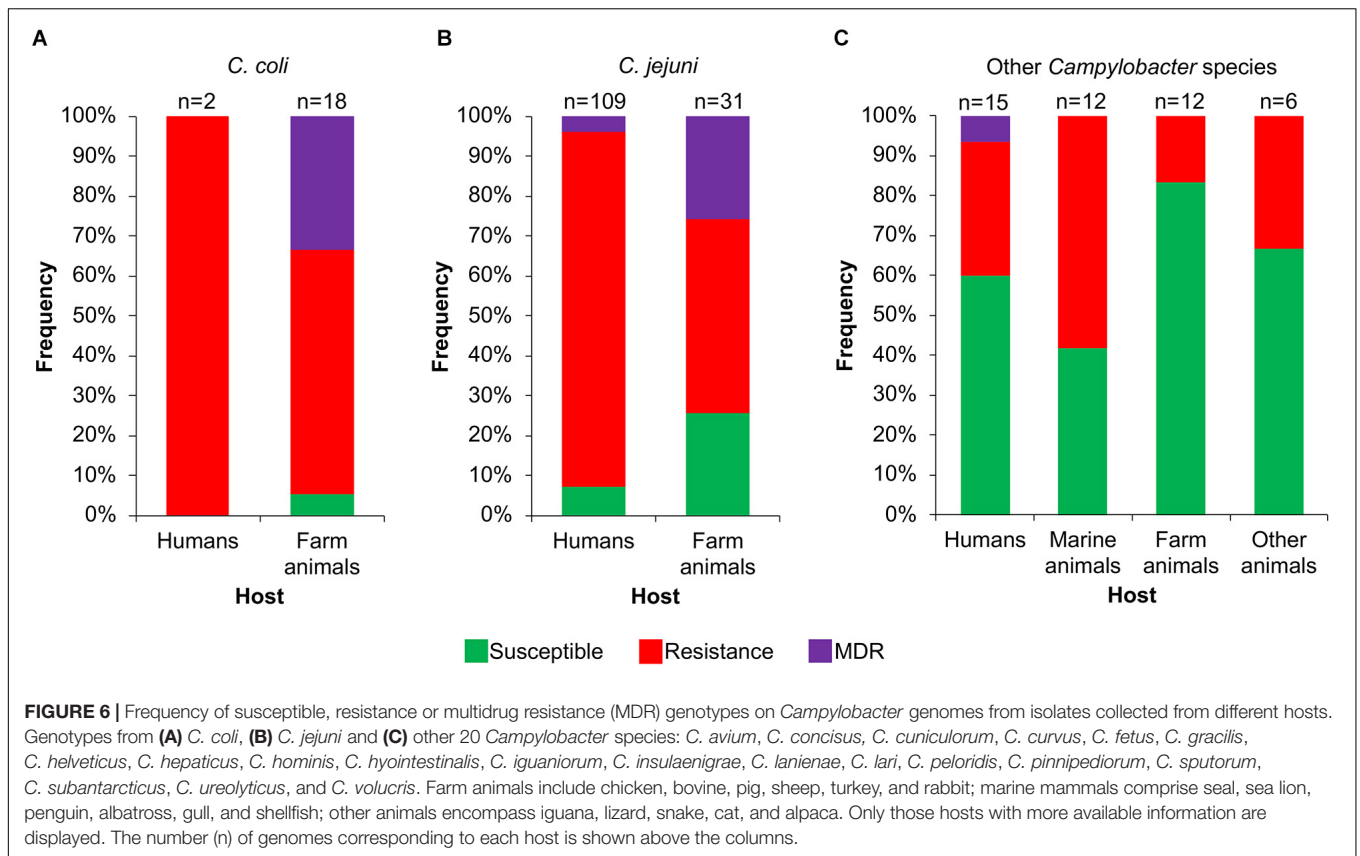 A
C. coli
n=2 n=18
100%
90%
80%
70%
60%
50%
40%
30%
20%
10%
0%
Frequency
Humans Farm
animals
Host
B
C. jejuni
n=109 n=31
100%
90%
80%
70%
60%
50%
40%
30%
20%
10%
0%
Frequency
Humans Farm
animals
Host
C
Other Campylobacter species
n=15 n=12 n=12 n=6
100%
90%
80%
70%
60%
50%
40%
30%
20%
10%
0%
Frequency
Humans Marine Farm Other
animals animals animals
Host
Susceptible Resistance MDR
FIGURE 6 | Frequency of susceptible, resistance or multidrug resistance (MDR) genotypes on Campylobacter genomes from isolates collected from different hosts.
Genotypes from (A) C. coli, (B) C. jejuni and (C) other 20 Campylobacter species: C. avium, C. concisus, C. cuniculorum, C. curvus, C. fetus, C. gracilis,
C. helveticus, C. hepaticus, C. hominis, C. hyointestinalis, C. iguaniorum, C. insulaenigrae, C. lanienae, C. lari, C. peloridis, C. pinnipediorum, C. sputorum,
C. subantarcticus, C. ureolyticus, and C. volucris. Farm animals include chicken, bovine, pig, sheep, turkey, and rabbit; marine mammals comprise seal, sea lion,
penguin, albatross, gull, and shellfish; other animals encompass iguana, lizard, snake, cat, and alpaca. Only those hosts with more available information are
displayed. The number (n) of genomes corresponding to each host is shown above the columns.